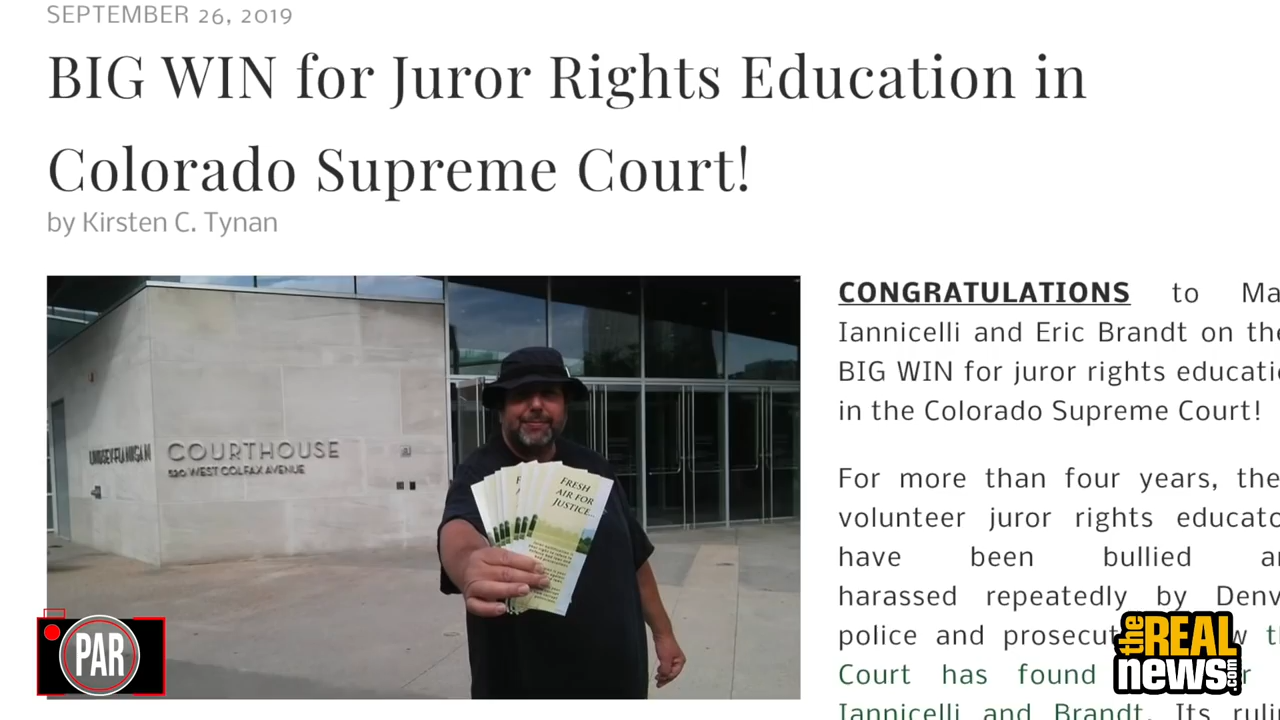 SEPTEMBER 26, 2019
BIG WIN for Juror Rights Education in
Colorado Supreme Court!
by Kirsten C. Tynan
COURTHOUSE
520 WEST COLFAX AVENUE
FRESH
AIR FOR
JUSTICE...
CONGRATULATIONS to Ma
Iannicelli and Eric Brandt on the
BIG WIN for juror rights educatio
in the Colorado Supreme Court!
For more than four years, the
volunteer juror rights educato
have been bullied a
harassed repeatedly by Denv
police and prosecut
Court has found
Iannicelli and Brandt. Its rulin
PAR
the REAL
news.com